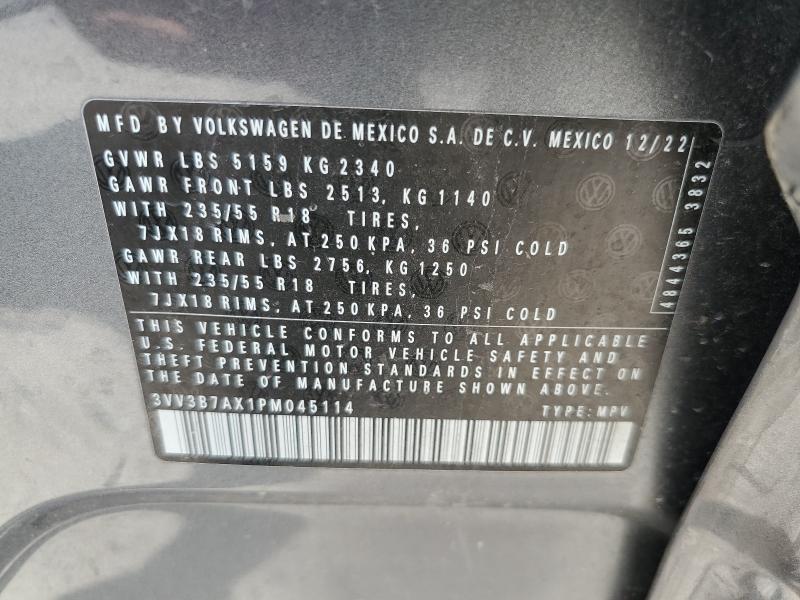 MFD BY VOLKSWAGEN DE MEXICO S.A. DE C.V. MEXICO 12/22
GVWR LBS 5159 KG 2340
GAWR FRONT LBS 2513, KG 1140
WITH 235/55 R18 TIRES,
7JX18 RIMS, AT 250 KPA, 36 PSI COLD
GAWR REAR LBS 2756, KG 1250
WITH 235/55 R18 TIRES,
7JX18 RIMS, AT 250 KPA, 36 PSI COLD
4844365 3832
THIS VEHICLE CONFORMS TO ALL APPLICABLE
U.S. FEDERAL MOTOR VEHICLE SAFETY AND
THEFT PREVENTION STANDARDS IN EFFECT ON
THE DATE OF MANUFACTURE SHOWN ABOVE.
3VV3B7AX1PM045114 TYPE: MPV